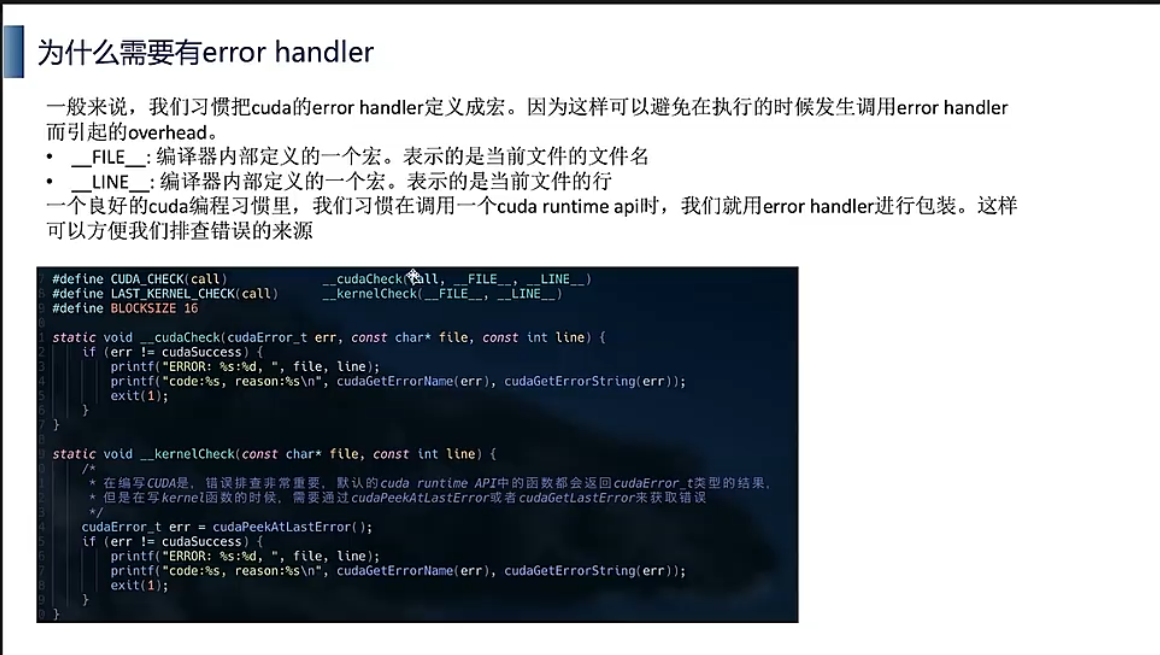 为什么需要有error handler
一般来说，我们习惯把cuda的error handler定义成宏。因为这样可以避免在执行的时候发生调用error handler
而引起的overhead。
• __FILE__: 编译器内部定义的一个宏。表示的是当前文件的文件名
• __LINE__: 编译器内部定义的一个宏。表示的是当前文件的行
一个良好的cuda编程习惯里，我们习惯在调用一个cuda runtime api时，我们就用error handler进行包装。这样
可以方便我们排查错误的来源
#define CUDA_CHECK(call) __cudaCheck(call, __FILE__, __LINE__)
#define LAST_KERNEL_CHECK(call) __kernelCheck(__FILE__, __LINE__)
#define BLOCKSIZE 16
static void __cudaCheck(cudaError_t err, const char* file, const int line) {
if (err != cudaSuccess) {
printf("ERROR: %s:%d, ", file, line);
printf("code:%s, reason:%s\n", cudaGetErrorName(err), cudaGetErrorString(err));
exit(1);
}
}
static void __kernelCheck(const char* file, const int line) {
/*
* 在编写CUDA是，错误排查非常重要，默认的cuda runtime API中的函数都会返回cudaError_t类型的结果，
* 但是在写kernel函数的时候，需要通过cudaPeekAtLastError或者cudaGetLastError来获取错误
*/
cudaError_t err = cudaPeekAtLastError();
if (err != cudaSuccess) {
printf("ERROR: %s:%d, ", file, line);
printf("code:%s, reason:%s\n", cudaGetErrorName(err), cudaGetErrorString(err));
exit(1);
}
}